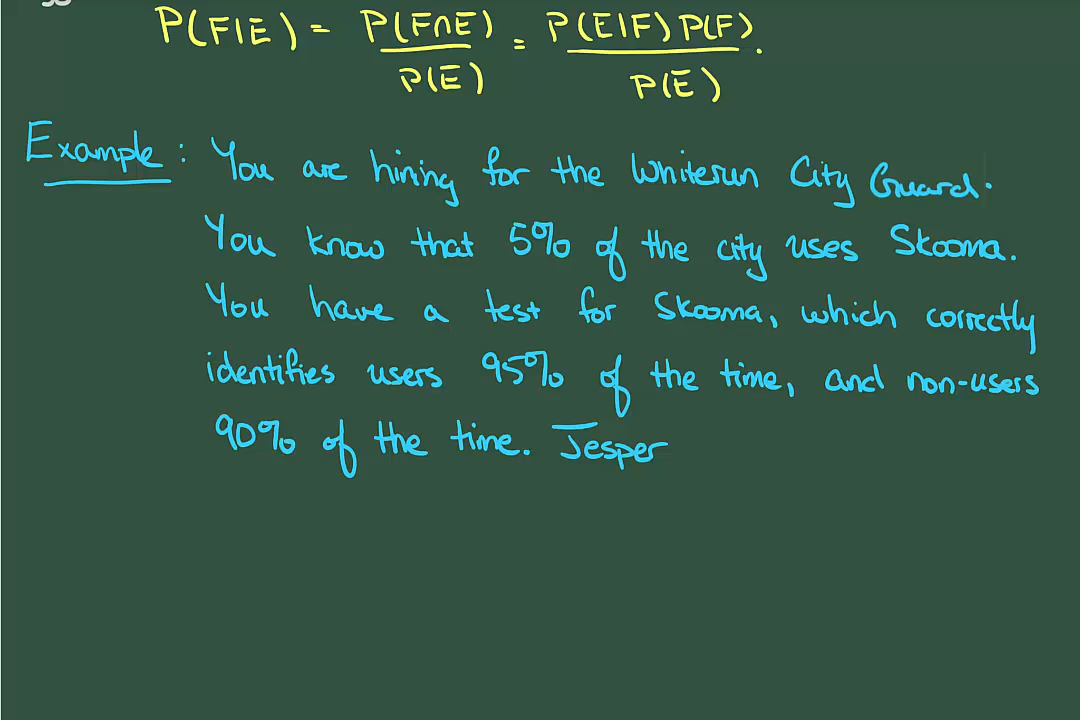 P(F|E) = P(F∩E) / P(E) = P(E|F) P(F) / P(E).
Example: You are hining for the Whiterun City Guard.
You know that 5% of the city uses Skooma.
You have a test for Skooma, which correctly
identifies users 95% of the time, and non-users
90% of the time. Jesper